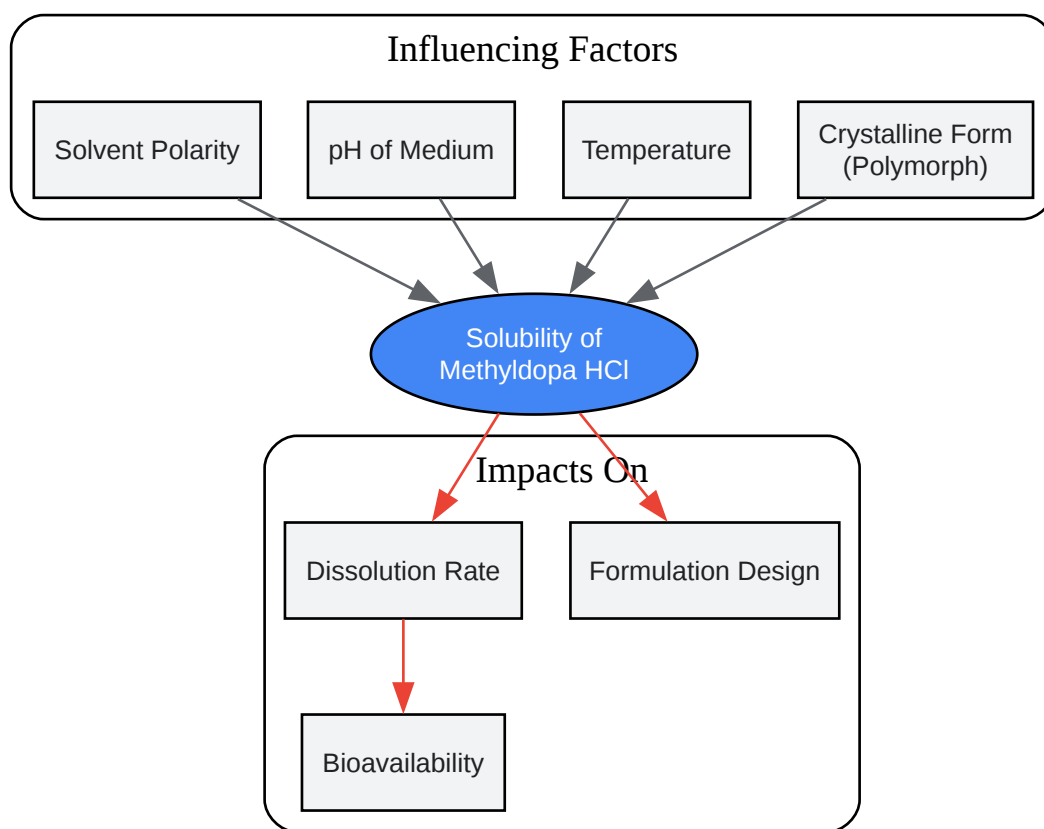 Influencing Factors
Solvent Polarity
pH of Medium
Temperature
Crystalline Form
(Polymorph)
Solubility of
Methyldopa HCl
Impacts On
Dissolution Rate
Formulation Design
Bioavailability